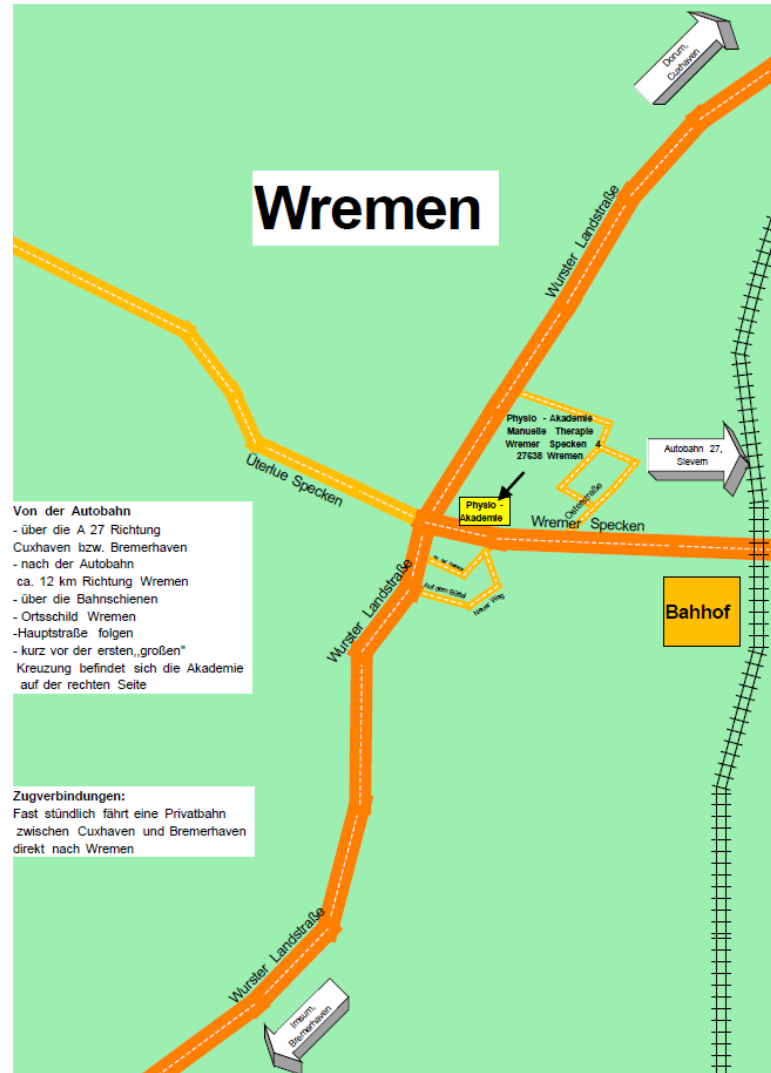 Dorum,
Cuxhaven
Wremen
Wurster Landstraße
Physio - Akademie
Manuelle Therapie
Wremer Specken 4
27638 Wremen
Autobahn 27,
Sievern
Üterlue Specken
Osterstraße
Physio -
Akademie
Wremer Specken
Von der Autobahn
- über die A 27 Richtung
Cuxhaven bzw. Bremerhaven
- nach der Autobahn
ca. 12 km Richtung Wremen
- über die Bahnschienen
- Ortsschild Wremen
-Hauptstraße folgen
- kurz vor der ersten,,großen"
Kreuzung befindet sich die Akademie
auf der rechten Seite
Auf dem Bürfel
Neuer Weg
Wurster Landstraße
Bahhof
Zugverbindungen:
Fast stündlich fährt eine Privatbahn
zwischen Cuxhaven und Bremerhaven
direkt nach Wremen
Wurster Landstraße
Imsum,
Bremerhaven